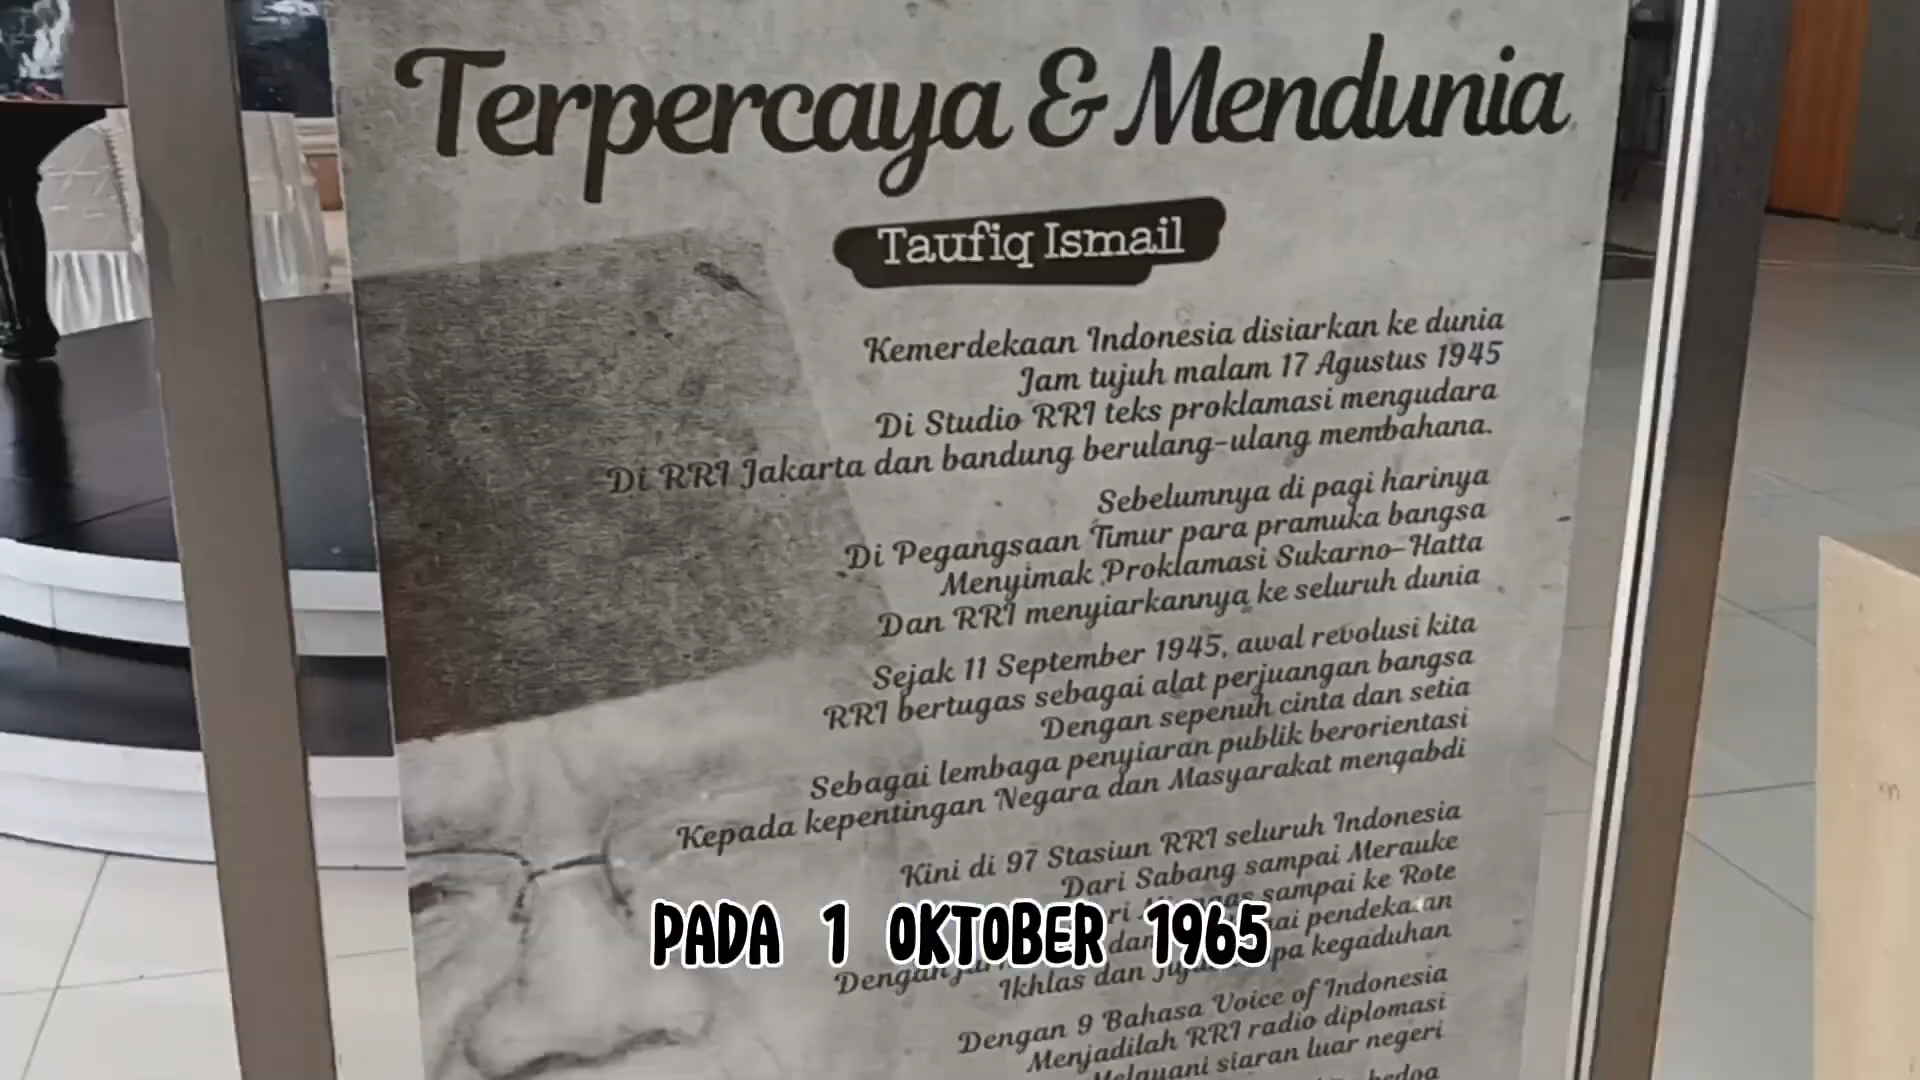 Terpercaya & Mendunia
Taufiq Ismail
Kemerdekaan Indonesia disiarkan ke dunia
Jam tujuh malam 17 Agustus 1945
Di Studio RRI teks proklamasi mengudara
Di RRI Jakarta dan bandung berulang-ulang membahana.
Sebelumnya di pagi harinya
Di Pegangsaan Timur para pramuka bangsa
Menyimak Proklamasi Sukarno-Hatta
Dan RRI menyiarkannya ke seluruh dunia
Sejak 11 September 1945, awal revolusi kita
RRI bertugas sebagai alat perjuangan bangsa
Dengan sepenuh cinta dan setia
Sebagai lembaga penyiaran publik berorientasi
Kepada kepentingan Negara dan Masyarakat mengabdi
Kini di 97 Stasiun RRI seluruh Indonesia
Dari Sabang sampai Merauke
sampai ke Rote
dan pendekatan
Dengan kegaduhan
Ikhlas dan
PADA 1 OKTOBER 1965
Dengan 9 Bahasa Voice of Indonesia
Menjadilah RRI radio diplomasi
Melayani siaran luar negeri